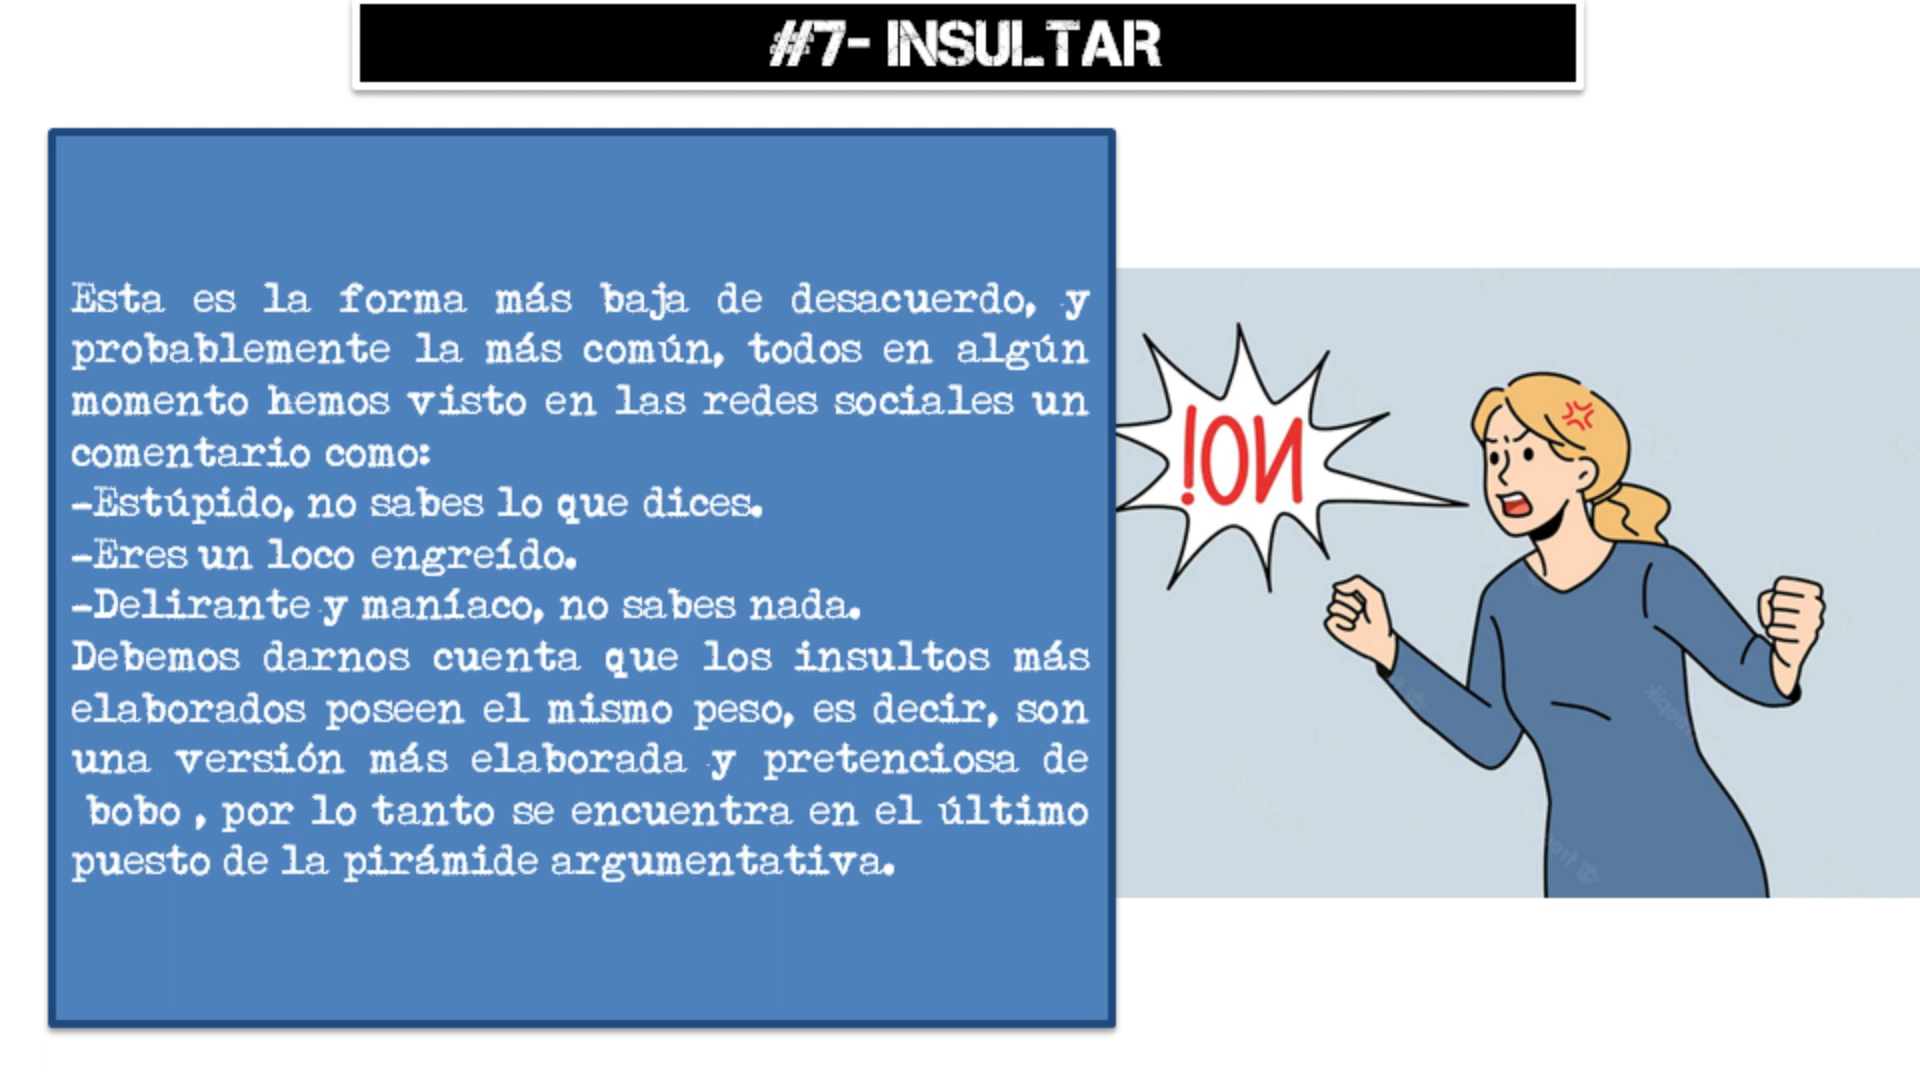 #7- INSULTAR
Esta es la forma más baja de desacuerdo, y
probablemente la más común, todos en algún
momento hemos visto en las redes sociales un
comentario como:
-Estúpido, no sabes lo que dices.
-Eres un loco engreído.
-Delirante y maníaco, no sabes nada.
Debemos darnos cuenta que los insultos más
elaborados poseen el mismo peso, es decir, son
una versión más elaborada y pretenciosa de
bobo , por lo tanto se encuentra en el último
puesto de la pirámide argumentativa.
NO!